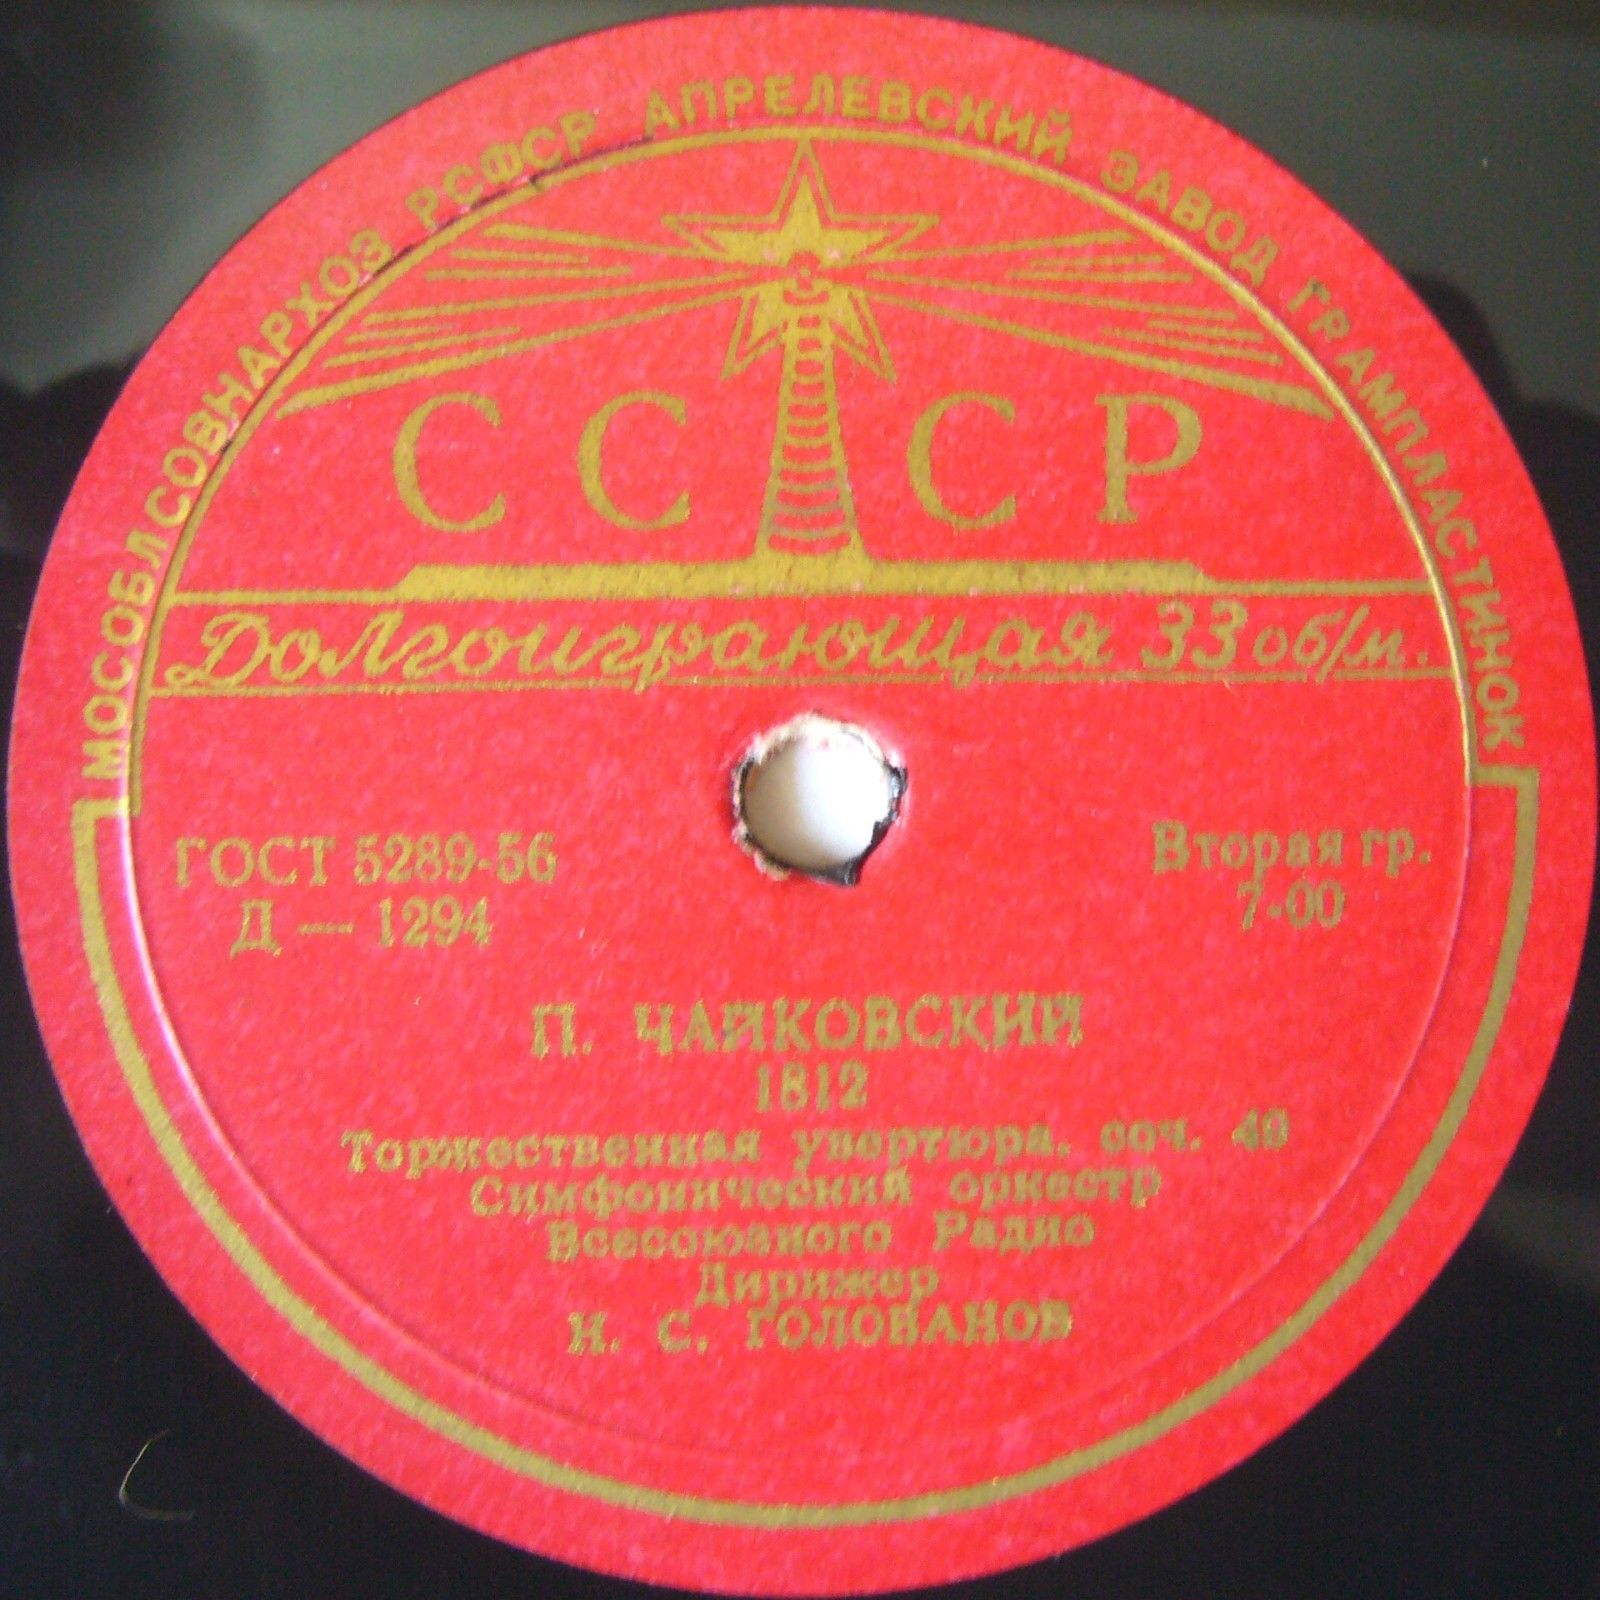 МОСОБЛСОВНАРХОЗ РСФСР АПРЕЛЕВСКИЙ ЗАВОД ГРАМПЛАСТИНОК
СССР
Долгоиграющая 33 об/м.
ГОСТ 5289-56
Д — 1294
Вторая гр.
7-00
П. ЧАЙКОВСКИЙ
1812
Торжественная увертюра, соч. 49
Симфонический оркестр
Всесоюзного Радио
Дирижер
Н. С. ГОЛОВАНОВ